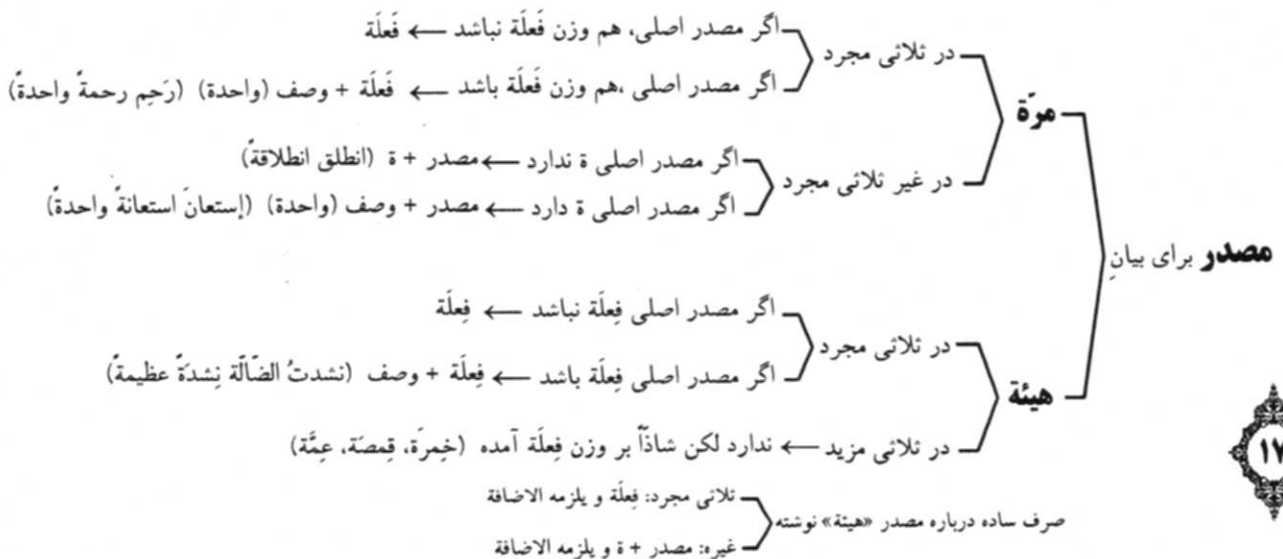 مصدر برای بیانِ
مرّة
در ثلاثی مجرد
اگر مصدر اصلی، هم وزن فَعلَة نباشد ← فَعلَة
اگر مصدر اصلی ،هم وزن فَعلَة باشد ← فَعلَة + وصف (واحدة) (رَحِم رحمةً واحدةً)
در غیر ثلاثی مجرد
اگر مصدر اصلی ة ندارد ← مصدر + ة (انطلق انطلاقةً)
اگر مصدر اصلی ة دارد ← مصدر + وصف (واحدة) (إستعانَ استعانةً واحدةً)
هیئة
در ثلاثی مجرد
اگر مصدر اصلی فِعلَة نباشد ← فِعلَة
اگر مصدر اصلی فِعلَة باشد ← فِعلَة + وصف (نشدتُ الضّالّة نِشدَةً عظیمةً)
در ثلاثی مزید ← ندارد لکن شاذّاً بر وزن فِعلَة آمده (خِمرَة، قِمصَة، عِمَّة)
صرف ساده درباره مصدر «هیئة» نوشته
ثلاثی مجرد: فِعلَة و یلزمه الاضافة
غیره: مصدر + ة و یلزمه الاضافة
۱۷